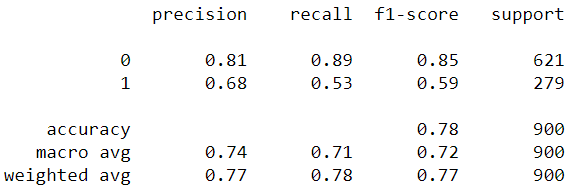 precision recall f1-score support
0 0.81 0.89 0.85 621
1 0.68 0.53 0.59 279
accuracy 0.78 900
macro avg 0.74 0.71 0.72 900
weighted avg 0.77 0.78 0.77 900